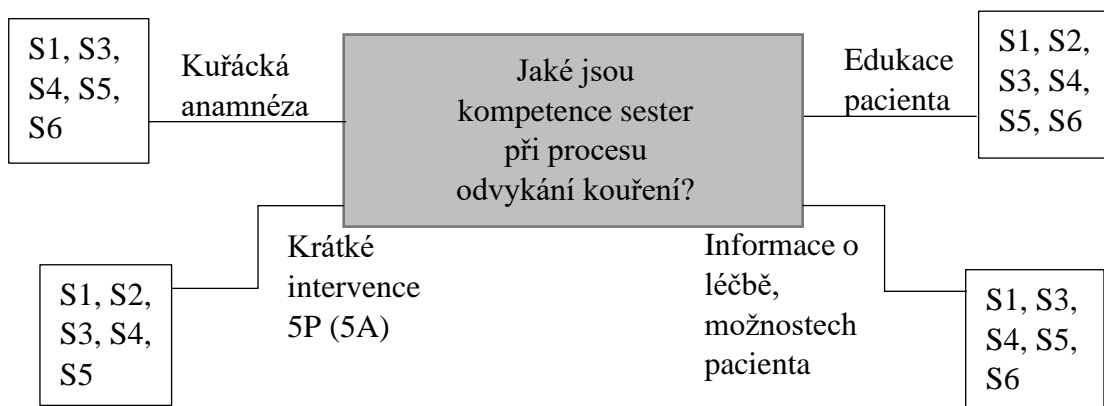 S1, S3,
S4, S5,
S6
Kuřácká
anamnéza
Jaké jsou
kompetence sester
při procesu
odvykání kouření?
Edukace
pacienta
S1, S2,
S3, S4,
S5, S6
S1, S2,
S3, S4,
S5
Krátké
intervence
5P (5A)
Informace o
léčbě,
možnostech
pacienta
S1, S3,
S4, S5,
S6